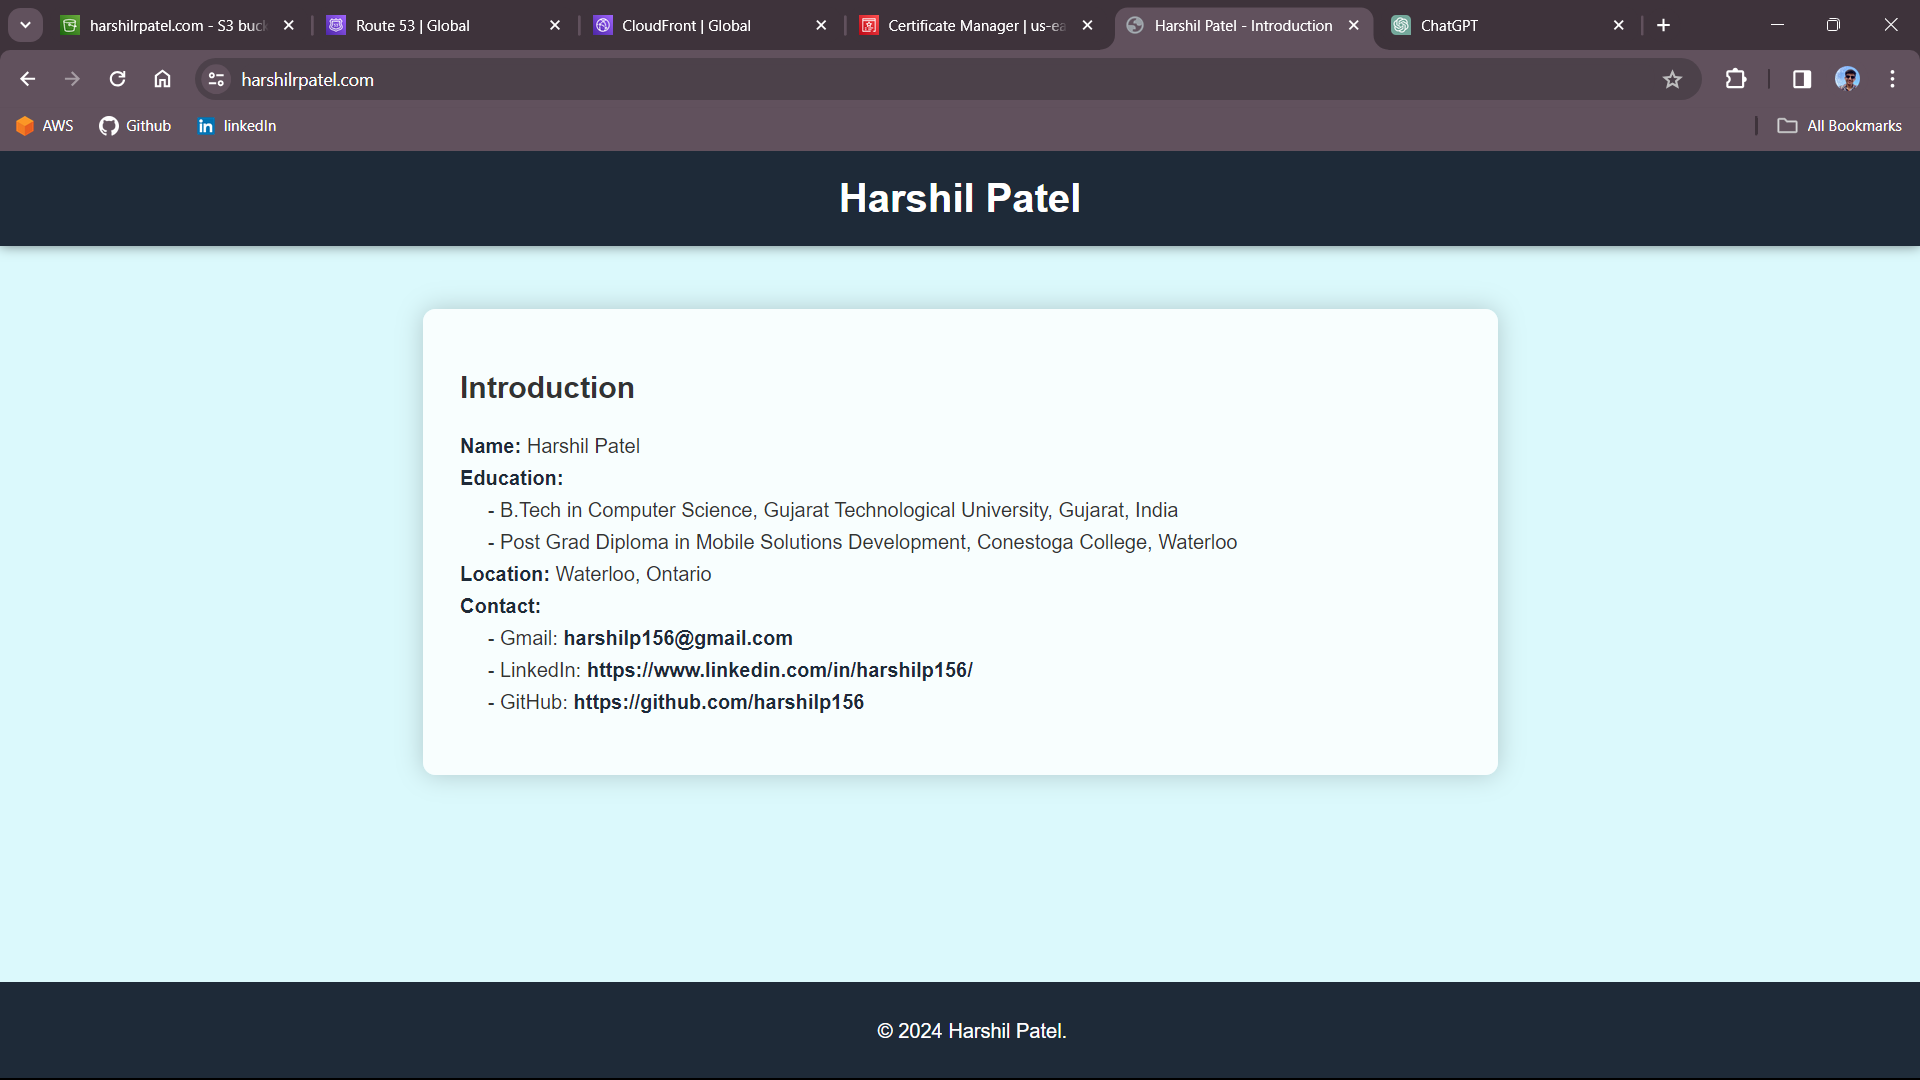 harshilrpatel.com - S3 buck
Route 53 | Global
CloudFront | Global
Certificate Manager | us-ea
Harshil Patel - Introduction
ChatGPT
harshilrpatel.com
AWS
Github
in linkedIn
All Bookmarks
Harshil Patel
Introduction
Name: Harshil Patel
Education:
- B.Tech in Computer Science, Gujarat Technological University, Gujarat, India
- Post Grad Diploma in Mobile Solutions Development, Conestoga College, Waterloo
Location: Waterloo, Ontario
Contact:
- Gmail: harshilp156@gmail.com
- LinkedIn: https://www.linkedin.com/in/harshilp156/
- GitHub: https://github.com/harshilp156
© 2024 Harshil Patel.